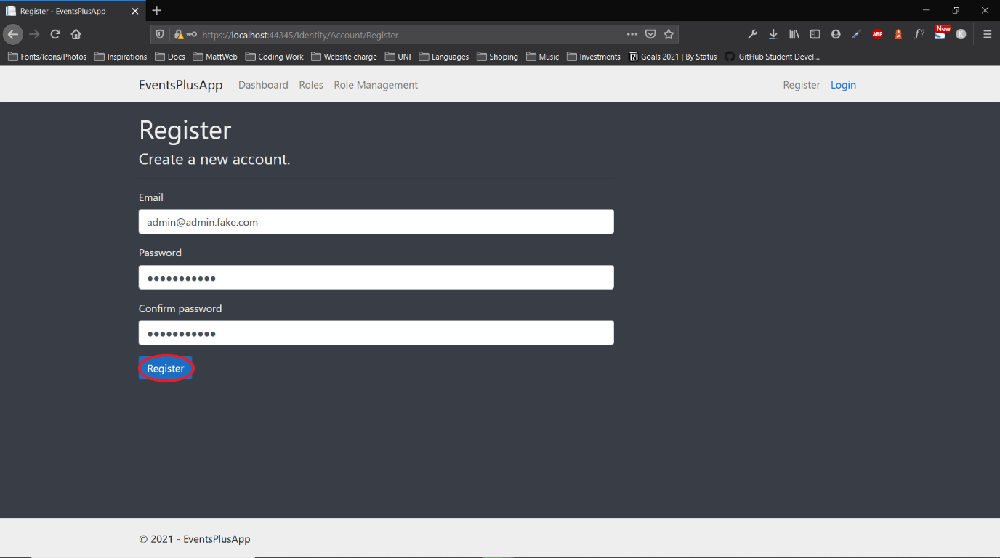 Register - EventsPlusApp
https://localhost:44345/Identity/Account/Register
ABP
f?
New
S
K
Fonts/Icons/Photos Inspirations Docs MattWeb Coding Work Website charge UNI Languages Shoping Music Investments Goals 2021 | By Status GitHub Student Devel...
EventsPlusApp Dashboard Roles Role Management Register Login
Register
Create a new account.
Email
admin@admin.fake.com
Password
●●●●●●●●●●●
Confirm password
●●●●●●●●●●●
Register
© 2021 - EventsPlusApp